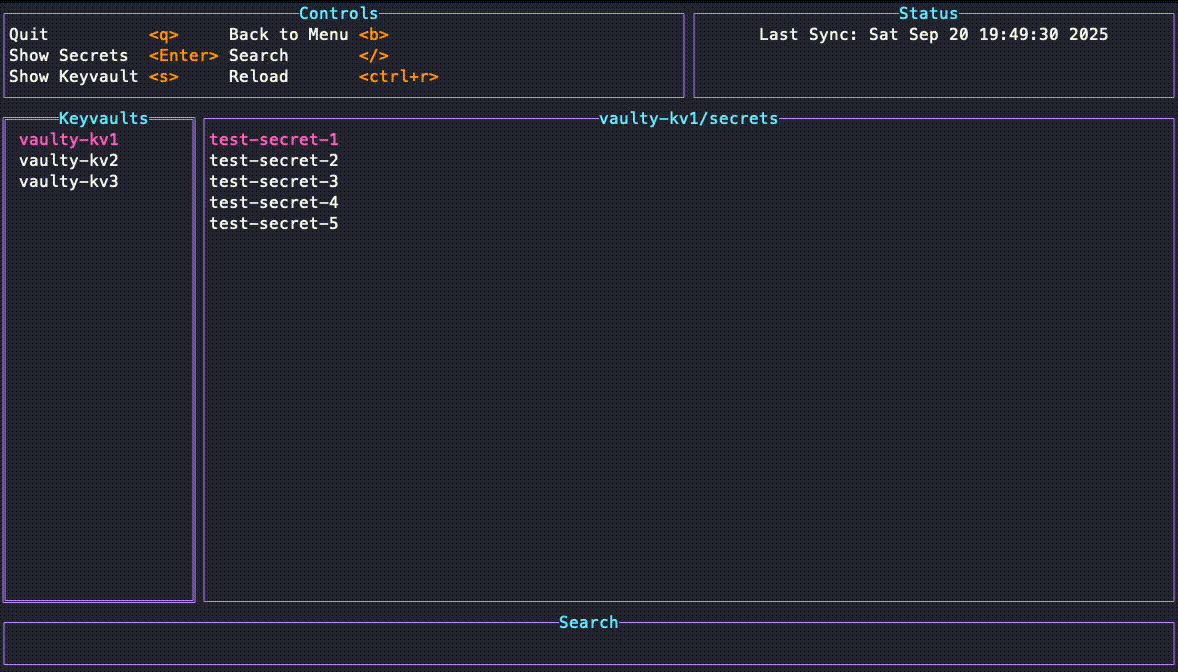 Controls
Quit <q> Back to Menu <b>
Show Secrets <Enter> Search </>
Show Keyvault <s> Reload <ctrl+r>
Status
Last Sync: Sat Sep 20 19:49:30 2025
Keyvaults
vaulty-kv1
vaulty-kv2
vaulty-kv3
vaulty-kv1/secrets
test-secret-1
test-secret-2
test-secret-3
test-secret-4
test-secret-5
Search